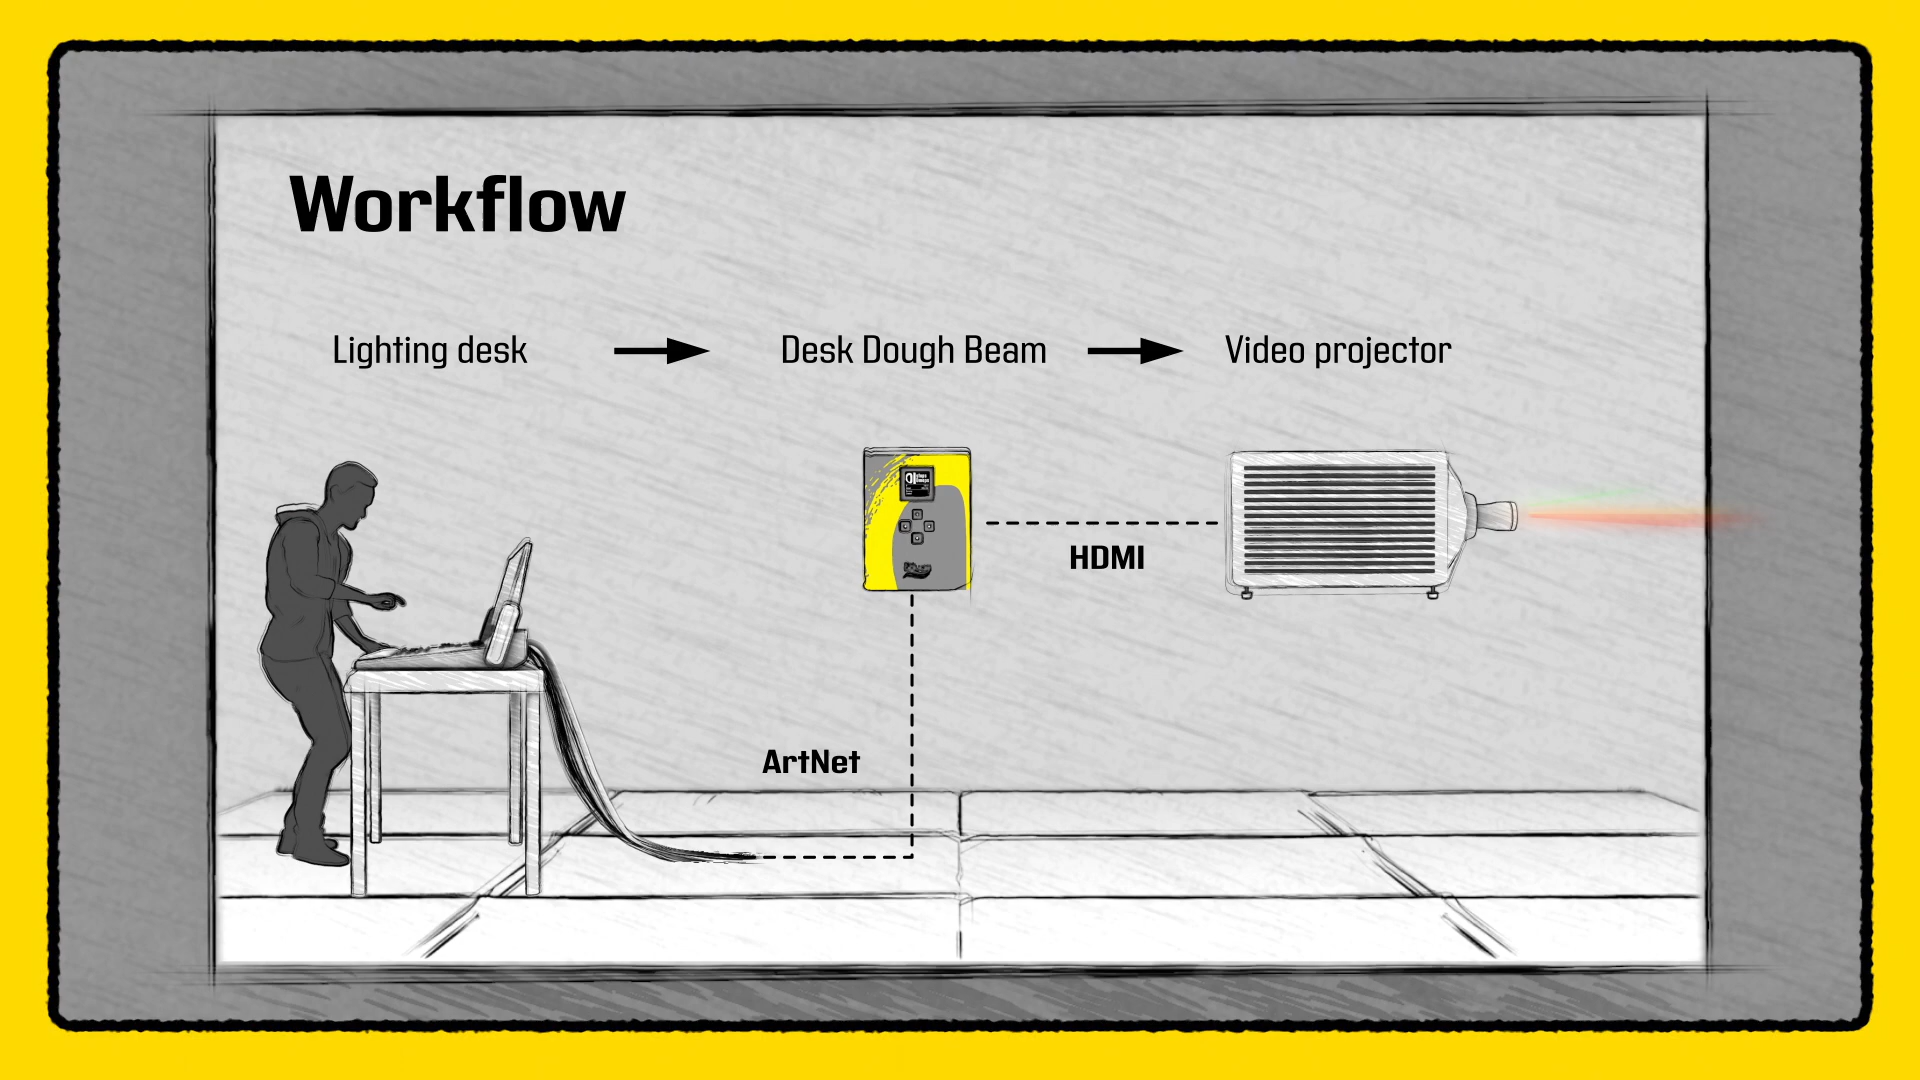 Workflow
Lighting desk
Desk Dough Beam
Video projector
HDMI
ArtNet